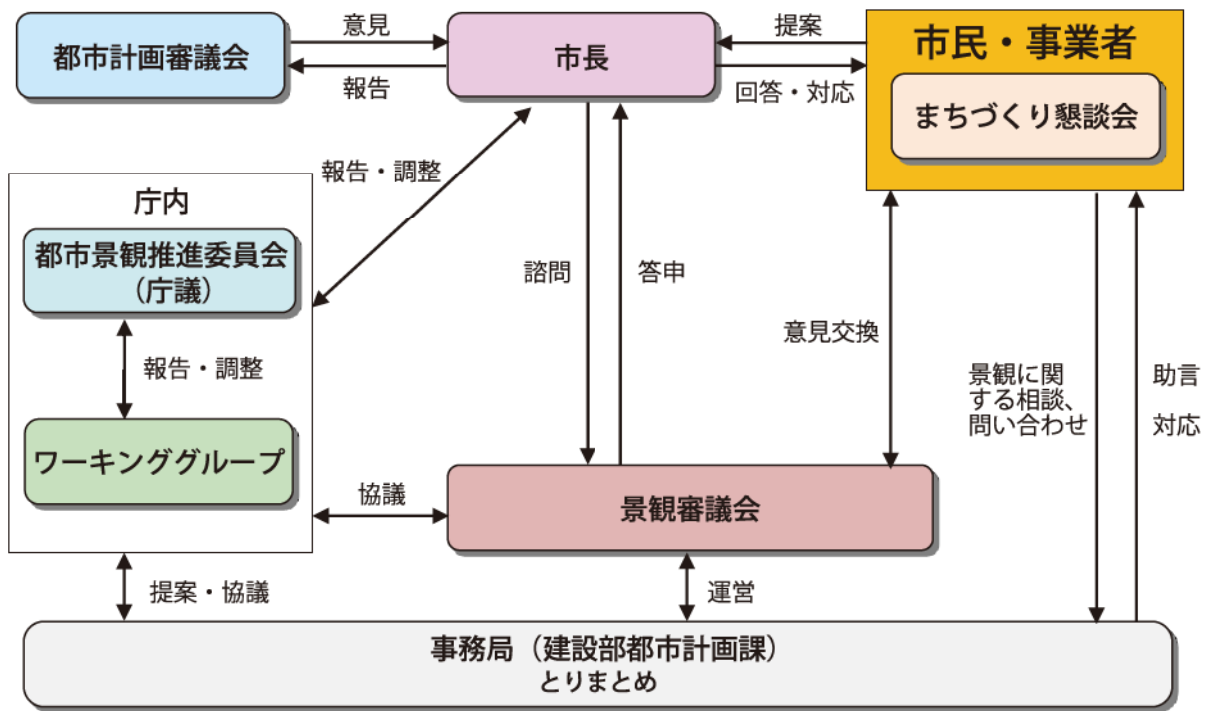 都市計画審議会
意見
報告
市長
提案
回答・対応
市民・事業者
まちづくり懇談会
報告・調整
庁内
都市景観推進委員会
（庁議）
報告・調整
ワーキンググループ
諮問
答申
意見交換
景観に関
する相談、
問い合わせ
助言
対応
協議
景観審議会
提案・協議
運営
事務局（建設部都市計画課）
とりまとめ